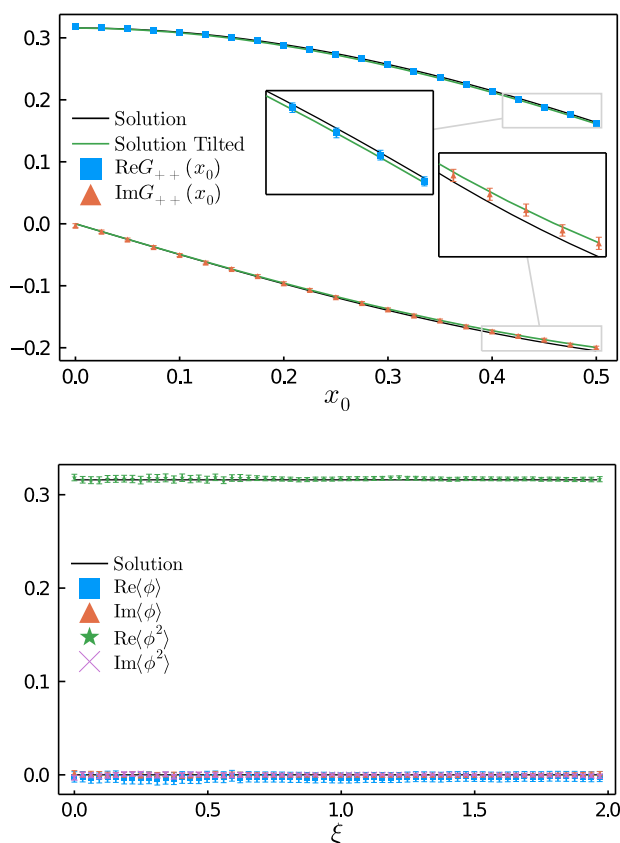 0.3
0.2
0.1
0.0
−0.1
−0.2
Solution
Solution Tilted
ReG₊₊(x₀)
ImG₊₊(x₀)
0.0 0.1 0.2 0.3 0.4 0.5
x₀
0.3
0.2
0.1
0.0
Solution
Re⟨ϕ⟩
Im⟨ϕ⟩
Re⟨ϕ²⟩
Im⟨ϕ²⟩
0.0 0.5 1.0 1.5 2.0
ξ